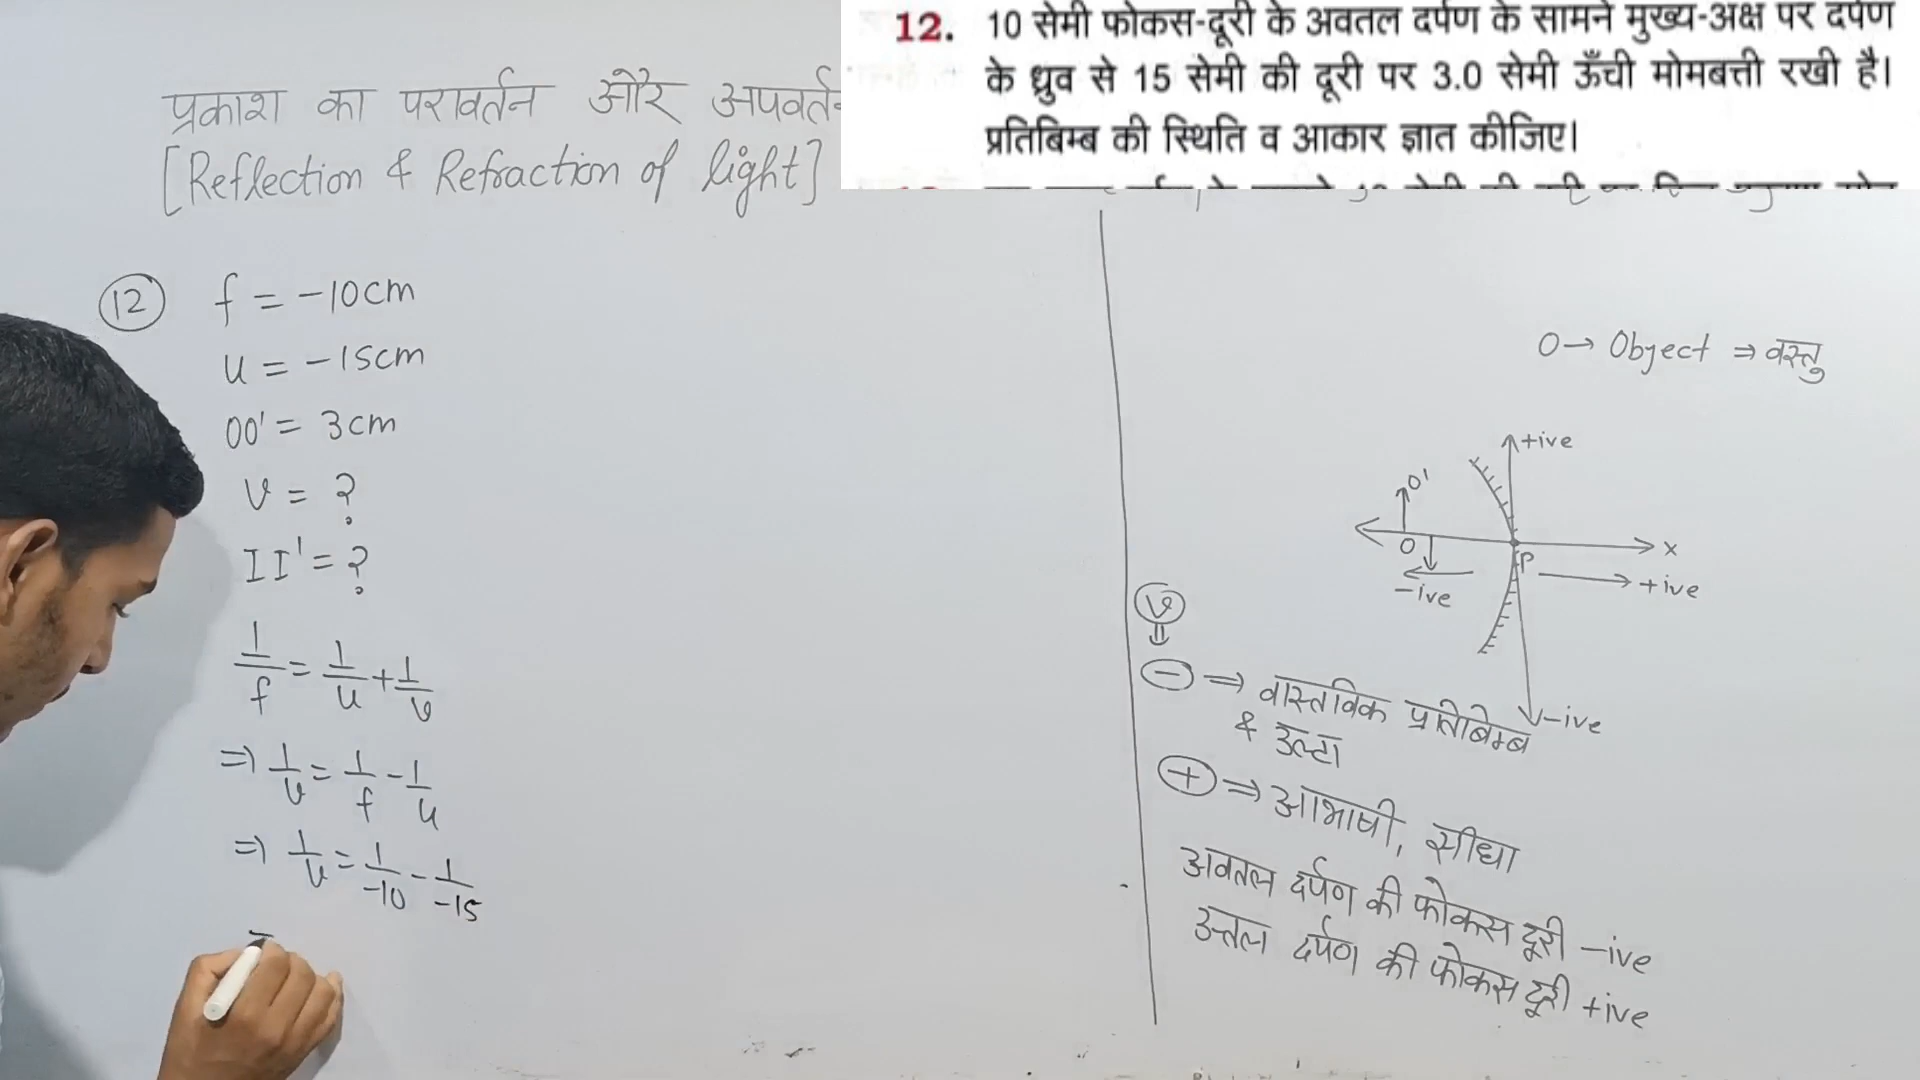 12. 10 सेमी फोकस-दूरी के अवतल दर्पण के सामने मुख्य-अक्ष पर दर्पण
के ध्रुव से 15 सेमी की दूरी पर 3.0 सेमी ऊँची मोमबत्ती रखी है।
प्रतिबिम्ब की स्थिति व आकार ज्ञात कीजिए।
प्रकाश का परावर्तन और अपवर्तन
[Reflection & Refraction of light]
12 f = -10cm
u = -15cm
OO' = 3cm
v = ?
II' = ?
1/f = 1/u + 1/v
⇒ 1/v = 1/f - 1/u
⇒ 1/v = 1/-10 - 1/-15
O → Object ⇒ वस्तु
+ive
O'
O
x
P
-ive
+ive
-ive
v
⇓
- ⇒ वास्तविक प्रतिबिम्ब
& उल्टा
+ ⇒ आभाषी, सीधा
अवतल दर्पण की फोकस दूरी -ive
उत्तल दर्पण की फोकस दूरी +ive